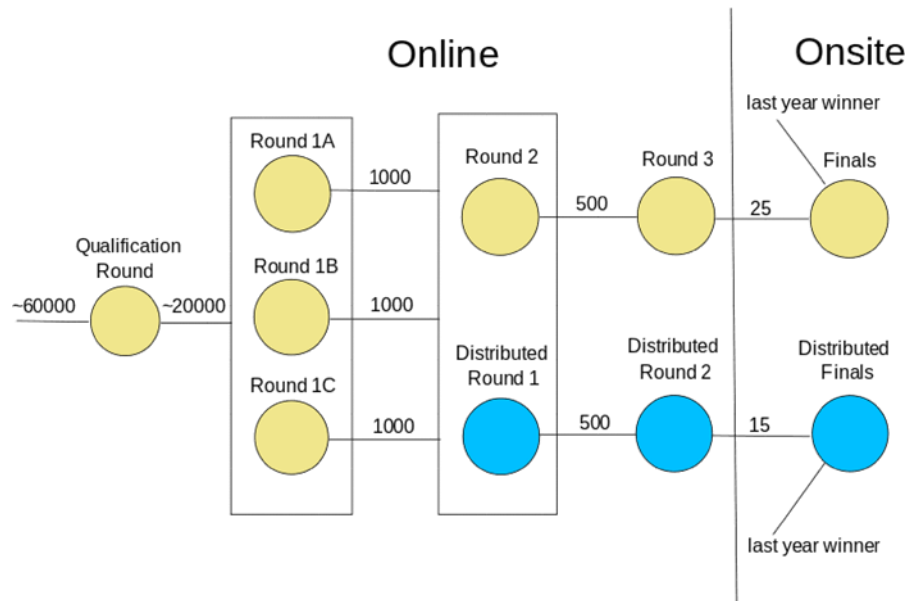 Online
Onsite
last year winner
Round 1A
1000
Round 2
500
Round 3
25
Finals
Qualification
Round
~60000
~20000
Round 1B
1000
Round 1C
1000
Distributed
Round 1
500
Distributed
Round 2
15
Distributed
Finals
last year winner